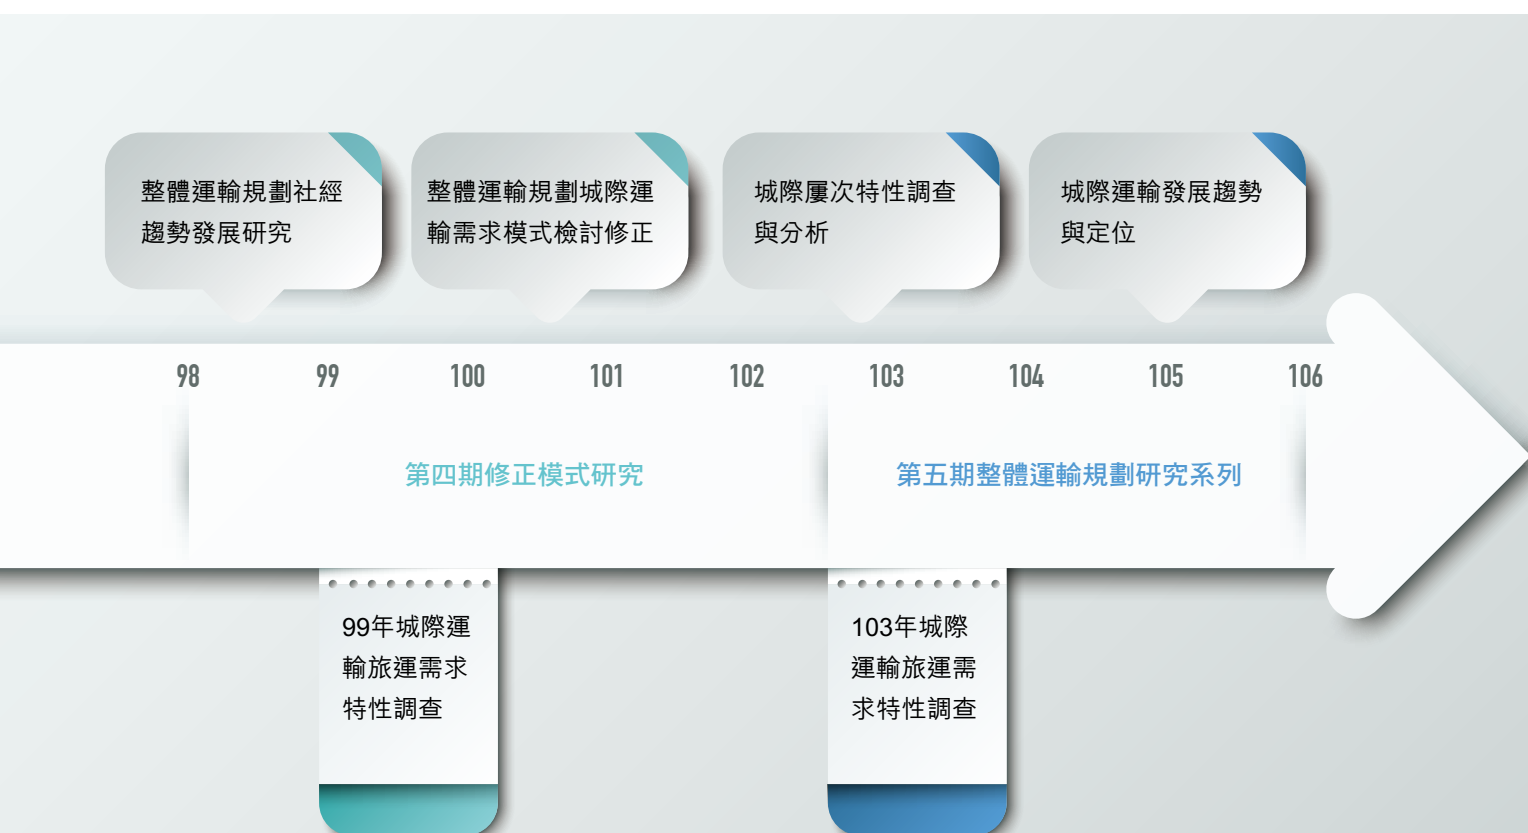 整體運輸規劃社經
趨勢發展研究
整體運輸規劃城際運
輸需求模式檢討修正
城際屢次特性調查
與分析
城際運輸發展趨勢
與定位
98 99 100 101 102 103 104 105 106
第四期修正模式研究
第五期整體運輸規劃研究系列
99年城際運
輸旅運需求
特性調查
103年城際
運輸旅運需
求特性調查